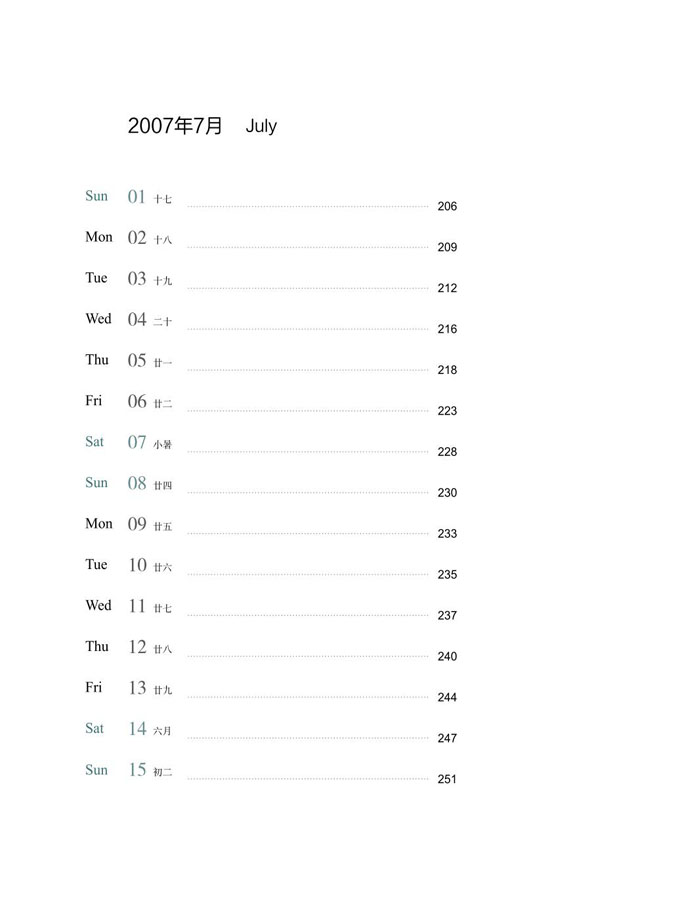 2007年7月 July
Sun 01 十七 206
Mon 02 十八 209
Tue 03 十九 212
Wed 04 二十 216
Thu 05 廿一 218
Fri 06 廿二 223
Sat 07 小暑 228
Sun 08 廿四 230
Mon 09 廿五 233
Tue 10 廿六 235
Wed 11 廿七 237
Thu 12 廿八 240
Fri 13 廿九 244
Sat 14 六月 247
Sun 15 初二 251